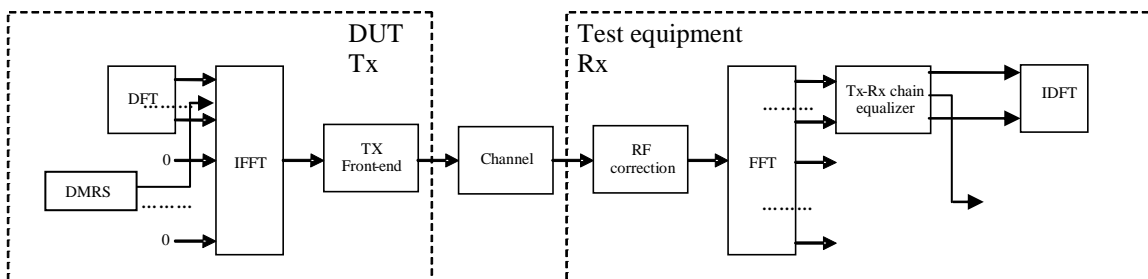 DUT
Tx
Test equipment
Rx
DFT
………
0
DMRS
………
0
IFFT
TX
Front-end
Channel
RF
correction
FFT
………
………
Tx-Rx chain
equalizer
IDFT